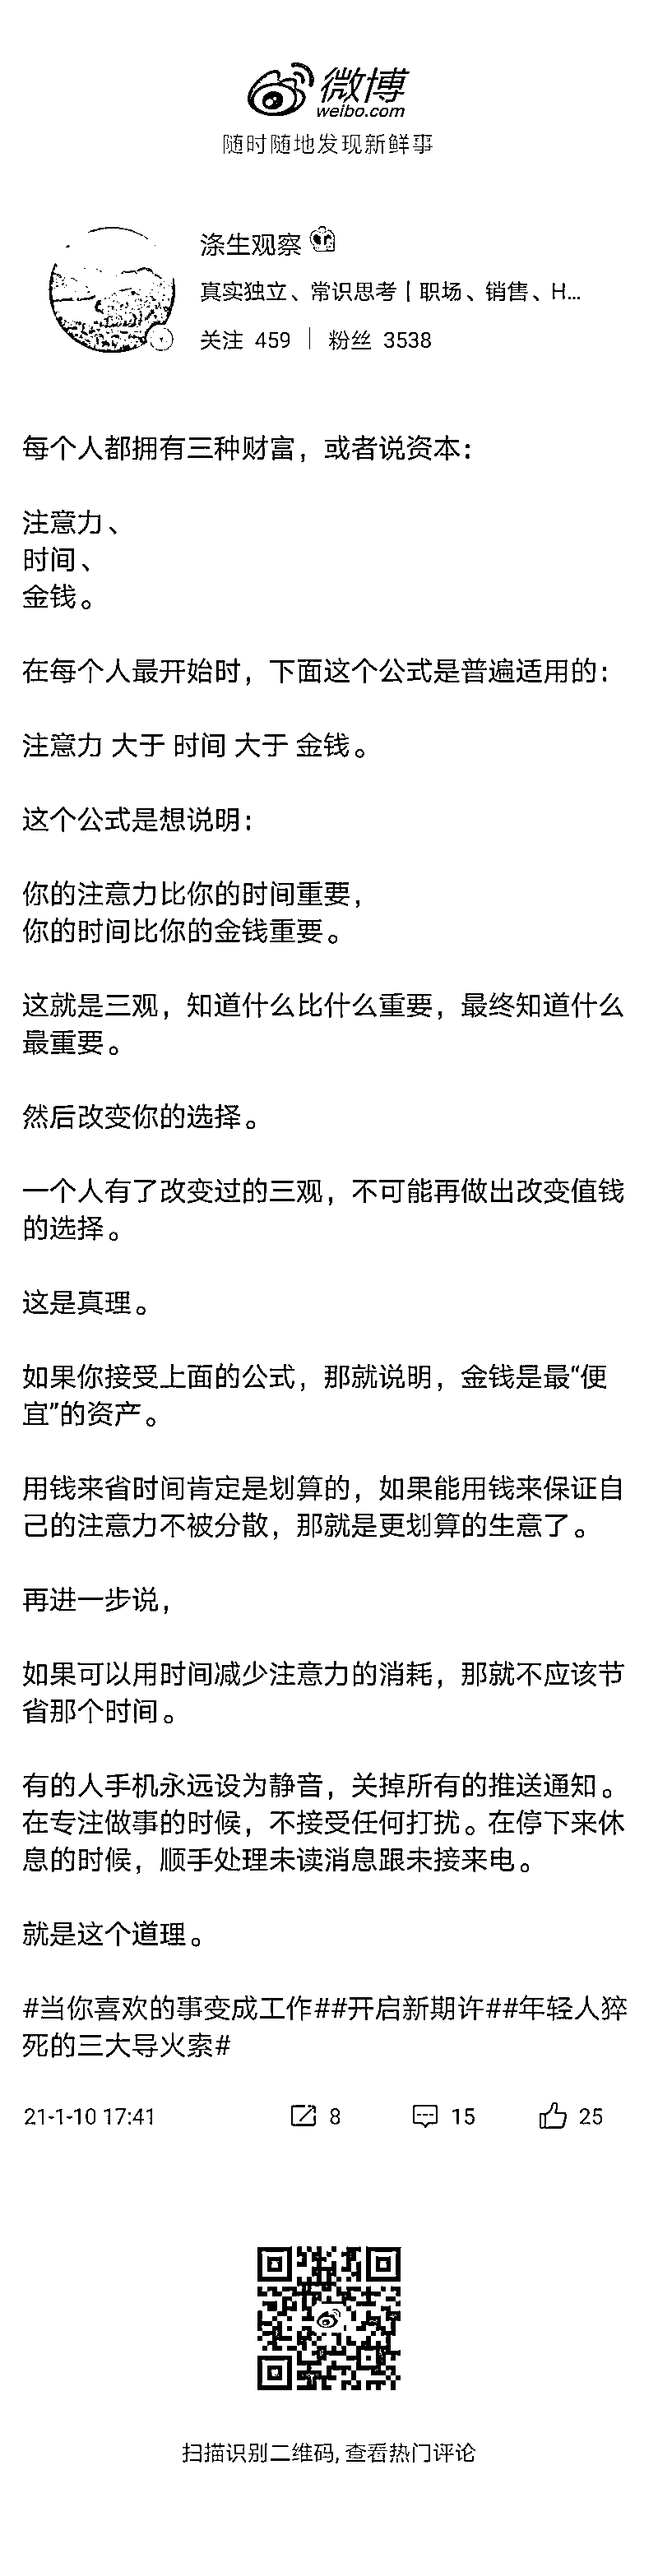 微博
weibo.com
随时随地发现新鲜事
涤生观察
真实独立、常识思考 | 职场、销售、H...
关注 459 | 粉丝 3538
每个人都拥有三种财富，或者说资本：
注意力、
时间、
金钱。
在每个人最开始时，下面这个公式是普遍适用的：
注意力 大于 时间 大于 金钱。
这个公式是想说明：
你的注意力比你的时间重要，
你的时间比你的金钱重要。
这就是三观，知道什么比什么重要，最终知道什么
最重要。
然后改变你的选择。
一个人有了改变过的三观，不可能再做出改变值钱
的选择。
这是真理。
如果你接受上面的公式，那就说明，金钱是最“便
宜”的资产。
用钱来省时间肯定是划算的，如果能用钱来保证自
己的注意力不被分散，那就是更划算的生意了。
再进一步说，
如果可以用时间减少注意力的消耗，那就不应该节
省那个时间。
有的人手机永远设为静音，关掉所有的推送通知。
在专注做事的时候，不接受任何打扰。在停下来休
息的时候，顺手处理未读消息跟未接来电。
就是这个道理。
#当你喜欢的事变成工作##开启新期许##年轻人猝
死的三大导火索#
21-1-10 17:41 8 15 25
扫描识别二维码, 查看热门评论